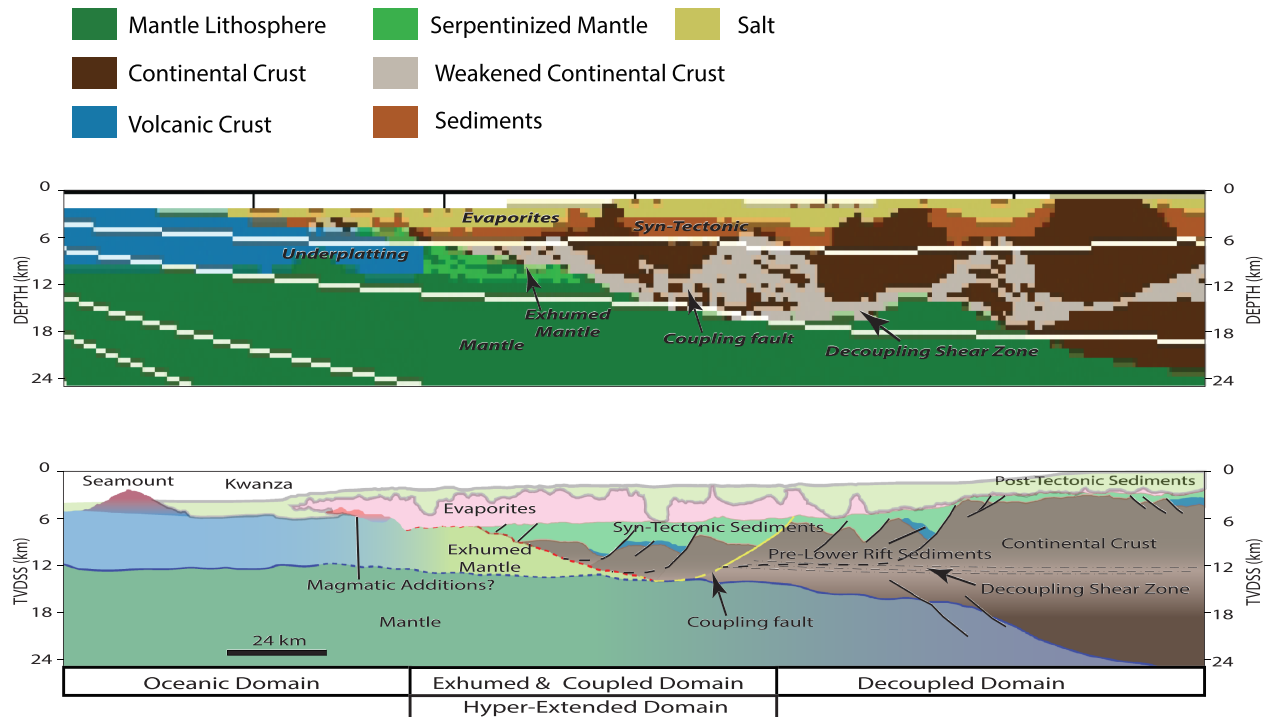 Mantle Lithosphere
Serpentinized Mantle
Salt
Continental Crust
Weakened Continental Crust
Volcanic Crust
Sediments
DEPTH (km)
0
6
12
18
24
Evaporites
Syn-Tectonic
Underplatting
Exhumed
Mantle
Mantle
Coupling fault
Decoupling Shear Zone
0
6
12
18
24
DEPTH (km)
TVDSS (km)
0
6
12
18
24
Seamount
Kwanza
Post-Tectonic Sediments
Evaporites
Syn-Tectonic Sediments
Exhumed
Mantle
Pre-Lower Rift Sediments
Continental Crust
Magmatic Additions?
Decoupling Shear Zone
Mantle
Coupling fault
24 km
0
6
12
18
24
TVDSS (km)
Oceanic Domain
Exhumed & Coupled Domain
Decoupled Domain
Hyper-Extended Domain